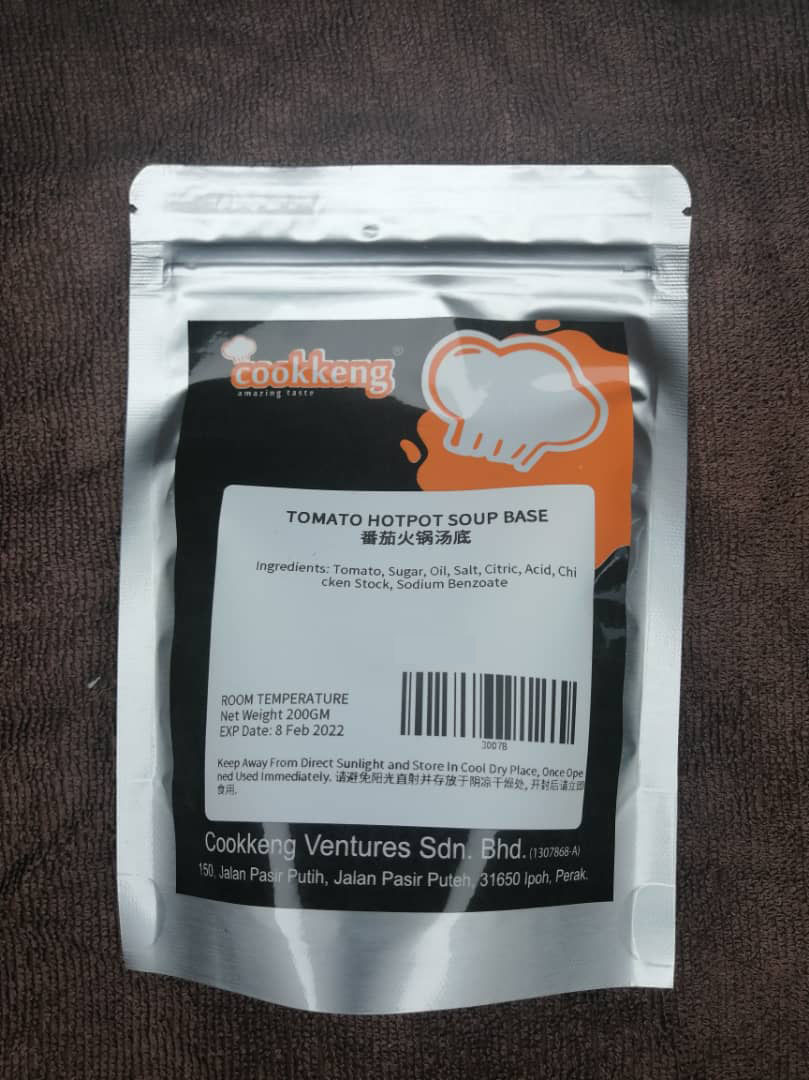 cookkeng®
amazing taste
TOMATO HOTPOT SOUP BASE
番茄火锅汤底
Ingredients: Tomato, Sugar, Oil, Salt, Citric, Acid, Chi
cken Stock, Sodium Benzoate
ROOM TEMPERATURE
Net Weight 200GM
EXP Date: 8 Feb 2022
30078
Keep Away From Direct Sunlight and Store In Cool Dry Place, Once Ope
ned Used Immediately. 请避免阳光直射并存放于阴凉干燥处, 开封后请立即
食用.
Cookkeng Ventures Sdn. Bhd. (1307868-A)
150, Jalan Pasir Putih, Jalan Pasir Puteh, 31650 Ipoh, Perak.